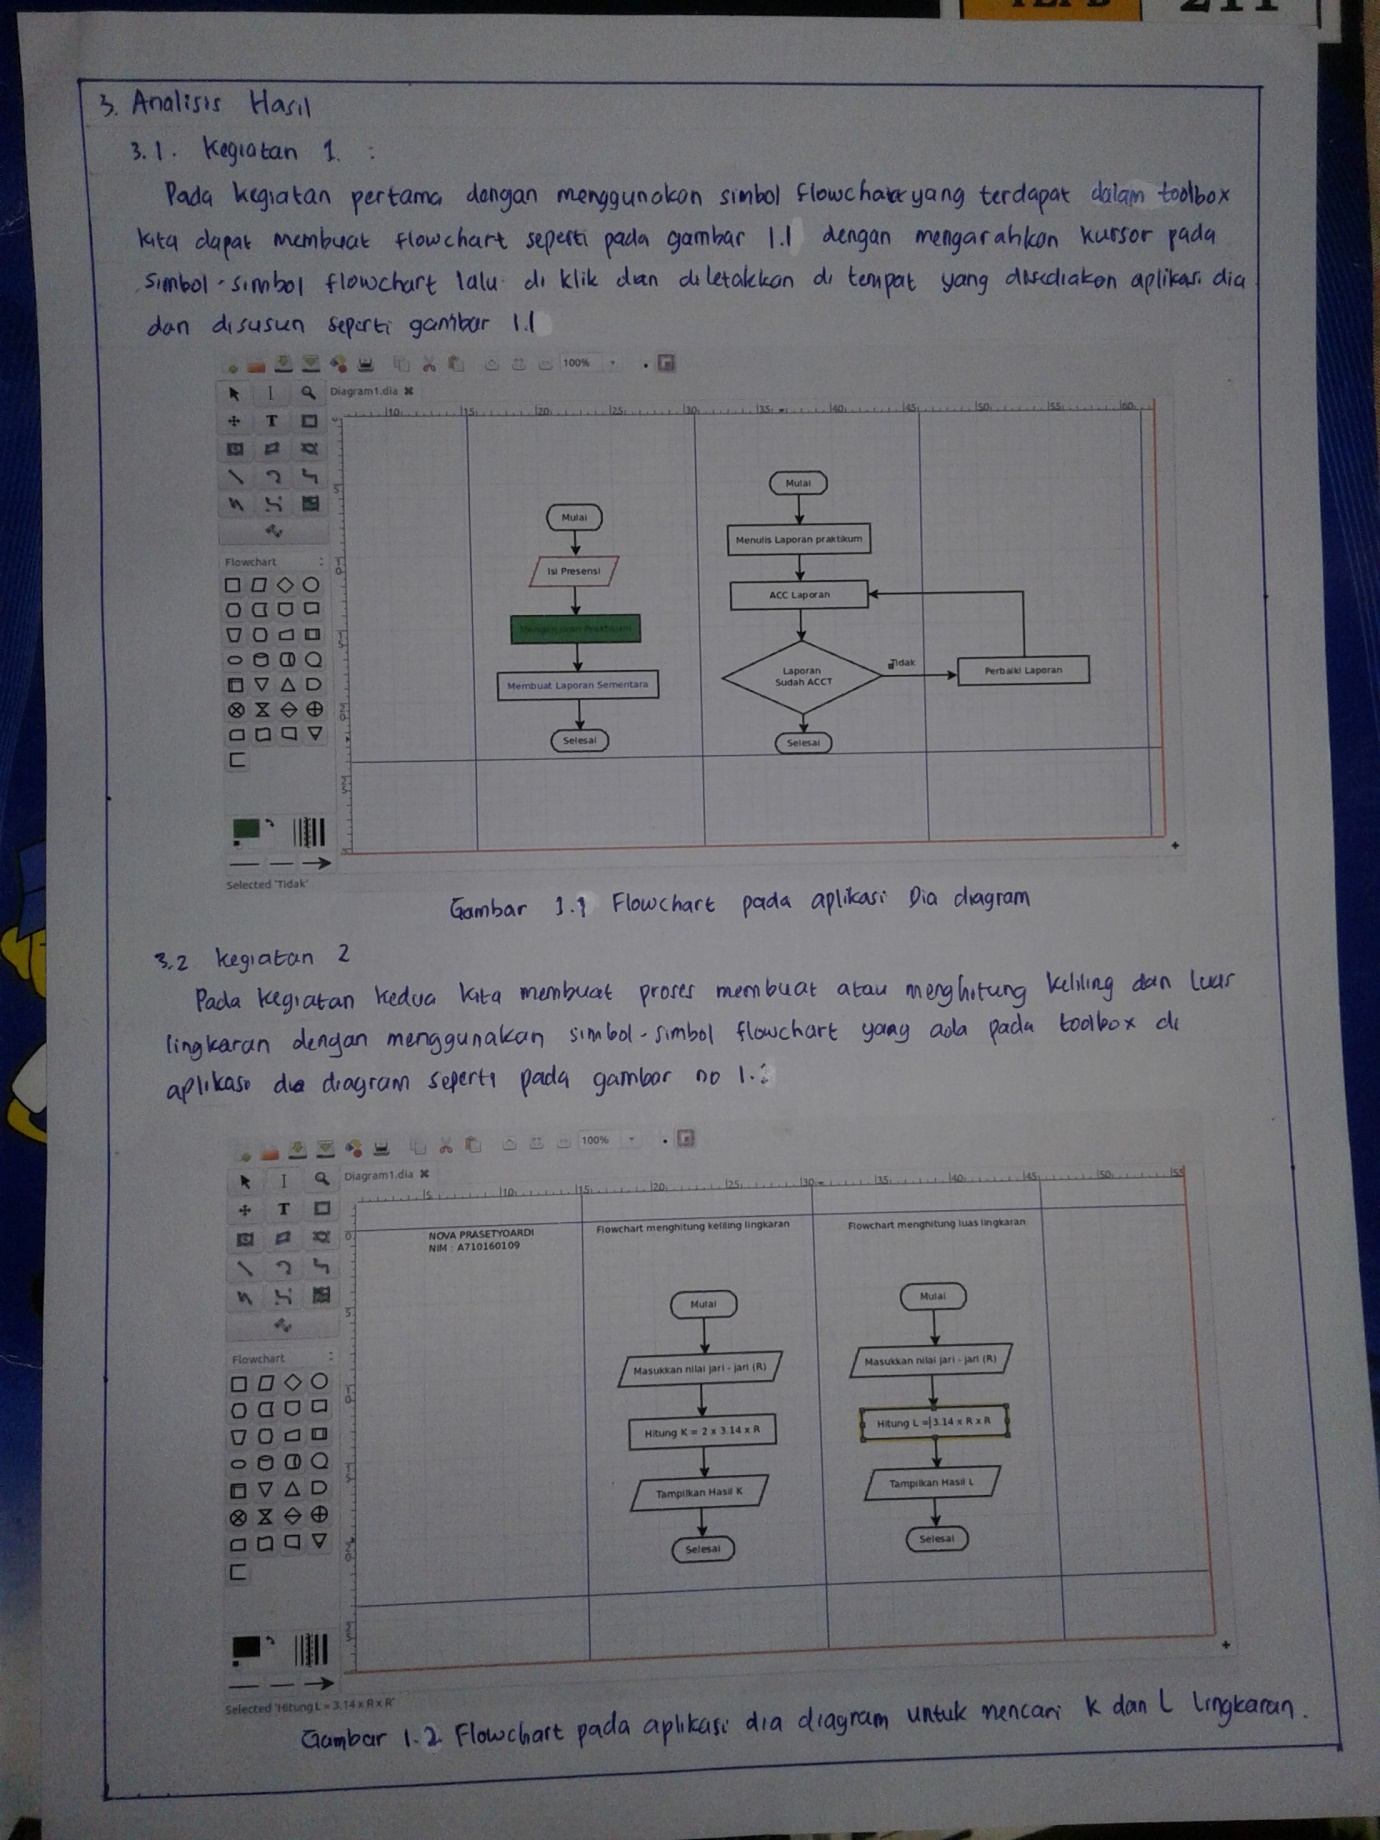 211
3. Analisis Hasil
3.1. Kegiatan 1. :
Pada kegiatan pertama dengan menggunakan simbol flowchart yang terdapat dalam toolbox
kita dapat membuat flowchart seperti pada gambar 1.1 dengan mengarahkan kursor pada
simbol-simbol flowchart lalu di klik dan diletakkan di tempat yang disediakan aplikasi dia
dan disusun seperti gambar 1.1
100%
Diagram1.dia
Flowchart
Mulai
Isi Presensi
Membuat Laporan Sementara
Selesai
Mulai
Menulis Laporan praktikum
ACC Laporan
Laporan
Sudah ACC?
Tidak
Perbaiki Laporan
Selesai
Selected 'Tidak'
Gambar 1.1 Flowchart pada aplikasi Dia diagram
3.2 Kegiatan 2
Pada kegiatan kedua kita membuat proses membuat atau menghitung keliling dan luas
lingkaran dengan menggunakan simbol-simbol flowchart yang ada pada toolbox di
aplikasi dia diagram seperti pada gambar no 1.2
100%
Diagram1.dia
Flowchart
NOVA PRASETYOARDI
NIM : A710160109
Flowchart menghitung keliling lingkaran
Mulai
Masukkan nilai jari - jari (R)
Hitung K = 2 x 3.14 x R
Tampilkan Hasil K
Selesai
Flowchart menghitung luas lingkaran
Mulai
Masukkan nilai jari - jari (R)
Hitung L = 3.14 x R x R
Tampilkan Hasil L
Selesai
Selected 'Hitung L = 3.14 x R x R'
Gambar 1.2 Flowchart pada aplikasi dia diagram untuk mencari K dan L lingkaran.